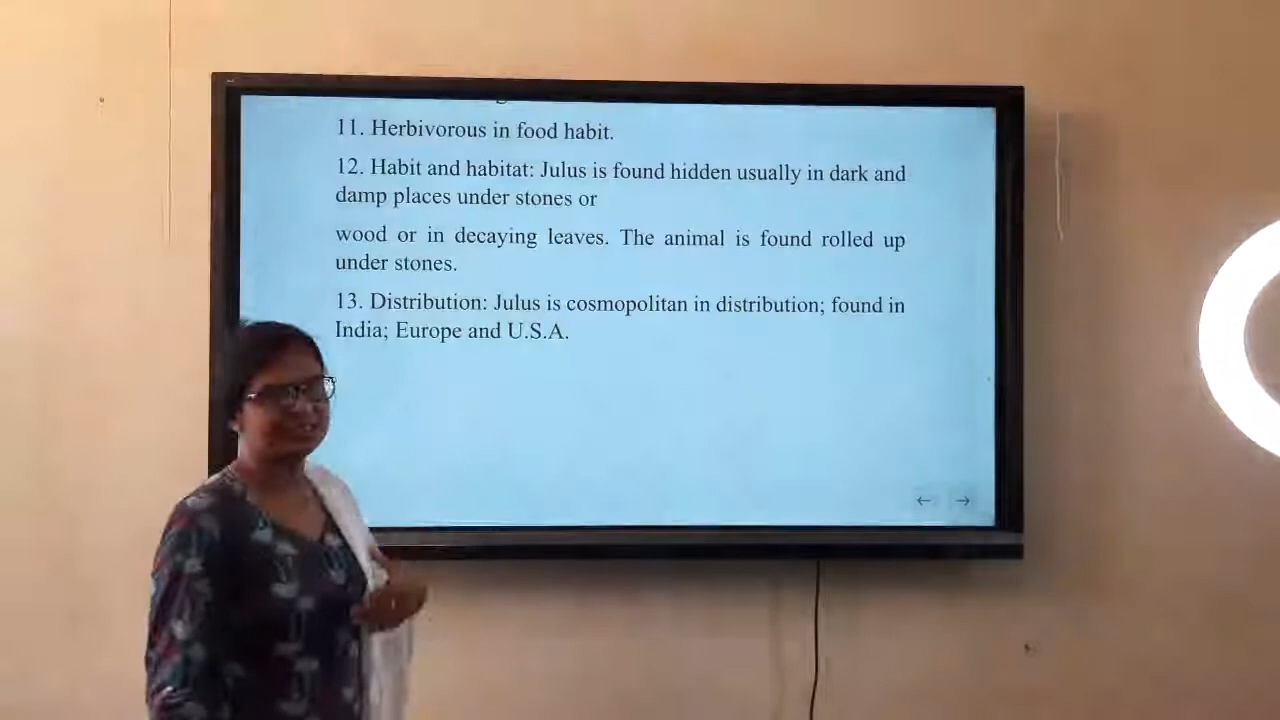 11. Herbivorous in food habit.
12. Habit and habitat: Julus is found hidden usually in dark and
damp places under stones or
wood or in decaying leaves. The animal is found rolled up
under stones.
13. Distribution: Julus is cosmopolitan in distribution; found in
India; Europe and U.S.A.